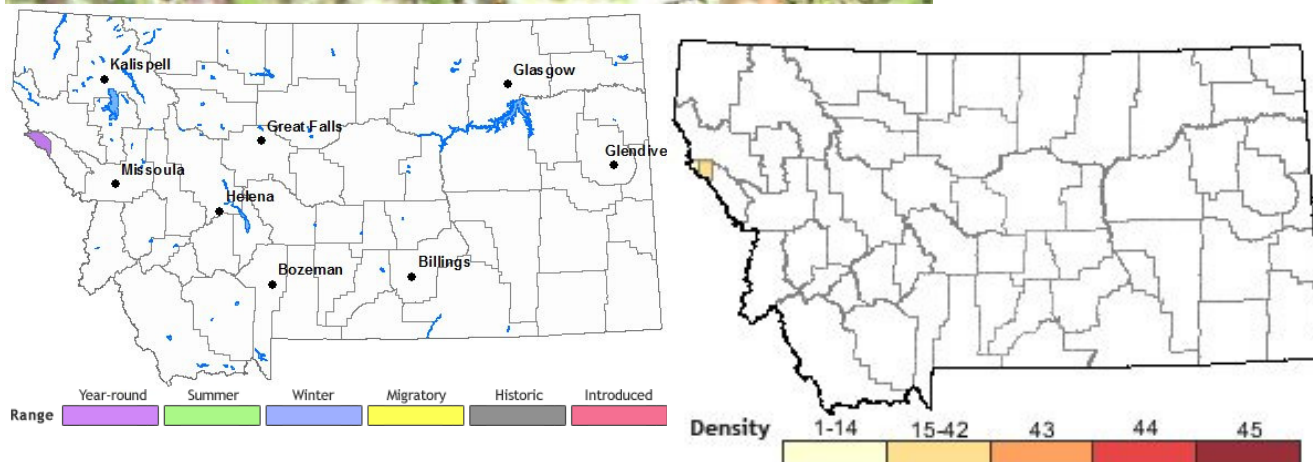 Kalispell
Glasgow
Great Falls
Glendive
Missoula
Helena
Bozeman
Billings
Range Year-round Summer Winter Migratory Historic Introduced
Density 1-14 15-42 43 44 45